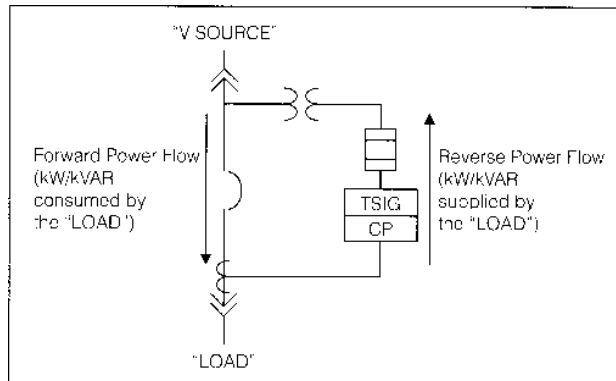 "V SOURCE"
Forward Power Flow
(kW/kVAR
consumed by
the "LOAD")
TSIG
CP
Reverse Power Flow
(kW/kVAR
supplied by
the "LOAD")
"LOAD"